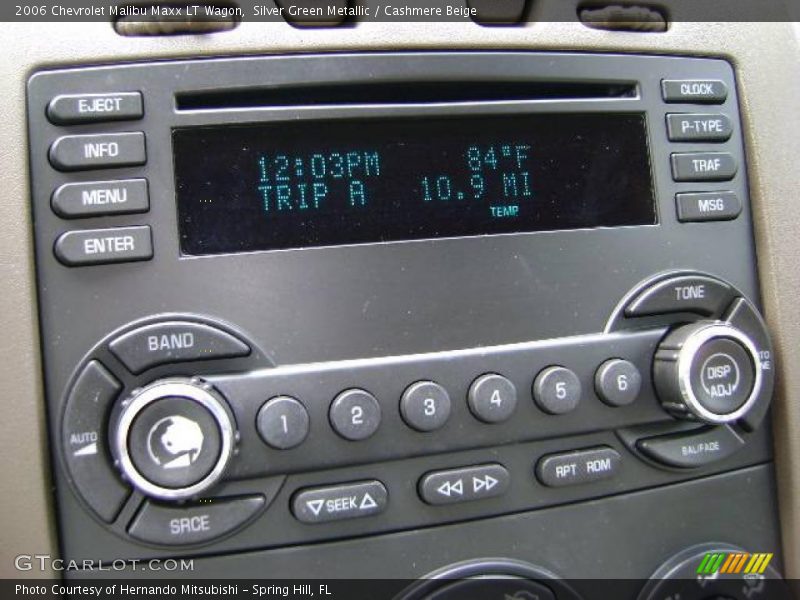 2006 Chevrolet Malibu Maxx LT Wagon, Silver Green Metallic / Cashmere Beige
EJECT
CLOCK
INFO
P-TYPE
MENU
TRAF
ENTER
MSG
12:03PM 84°F
TRIP A 10.9 MI
TEMP
TONE
BAND
AUTO
DISP
ADJ
1 2 3 4 5 6
BAL/FADE
SRCE
SEEK
RPT RDM
GTCARLOT.COM
Photo Courtesy of Hernando Mitsubishi – Spring Hill, FL